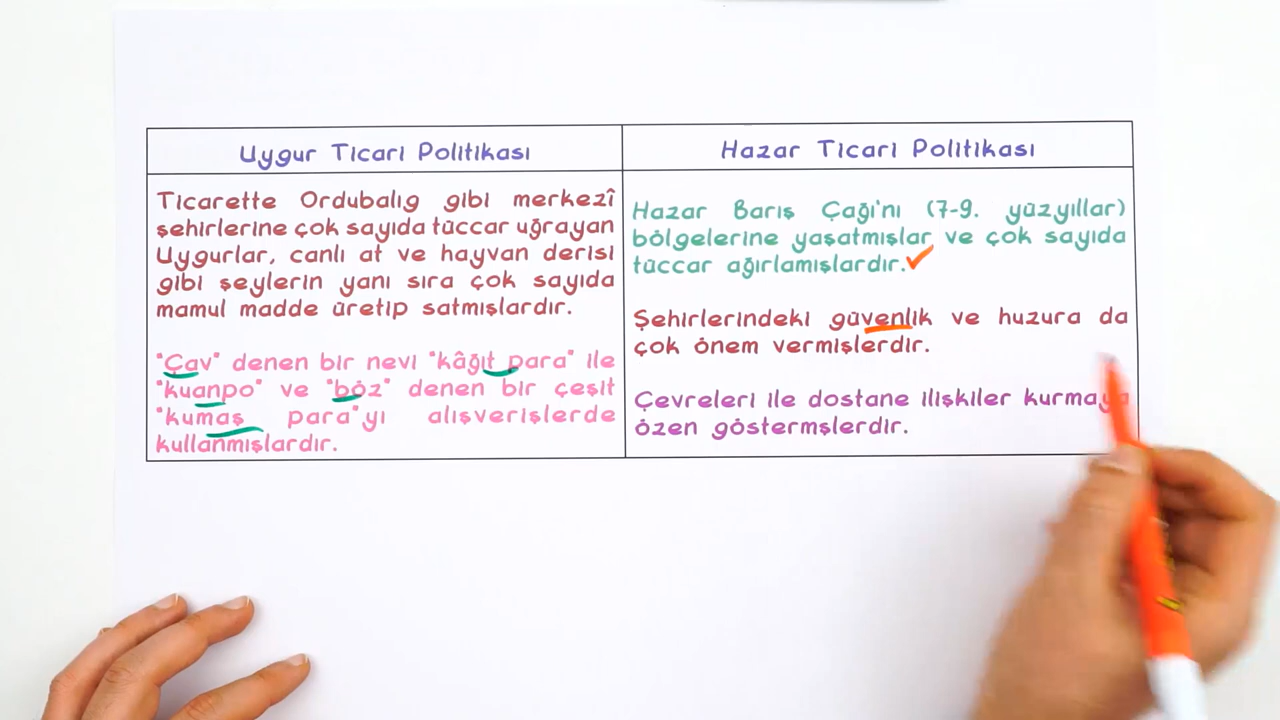 Uygur Ticari Politikası
Ticarette Ordubalıg gibi merkezî
şehirlerine çok sayıda tüccar uğrayan
Uygurlar, canlı at ve hayvan derisi
gibi şeylerin yanı sıra çok sayıda
mamul madde üretip satmışlardır.
"Çav" denen bir nevi "kâğıt para" ile
"kuanpo" ve "böz" denen bir çeşit
"kumaş para"yı alışverişlerde
kullanmışlardır.
Hazar Ticari Politikası
Hazar Barış Çağı'nı (7-9. yüzyıllar)
bölgelerine yaşatmışlar ve çok sayıda
tüccar ağırlamışlardır.
Şehirlerindeki güvenlik ve huzura da
çok önem vermişlerdir.
Çevreleri ile dostane ilişkiler kurmaya
özen göstermşlerdir.